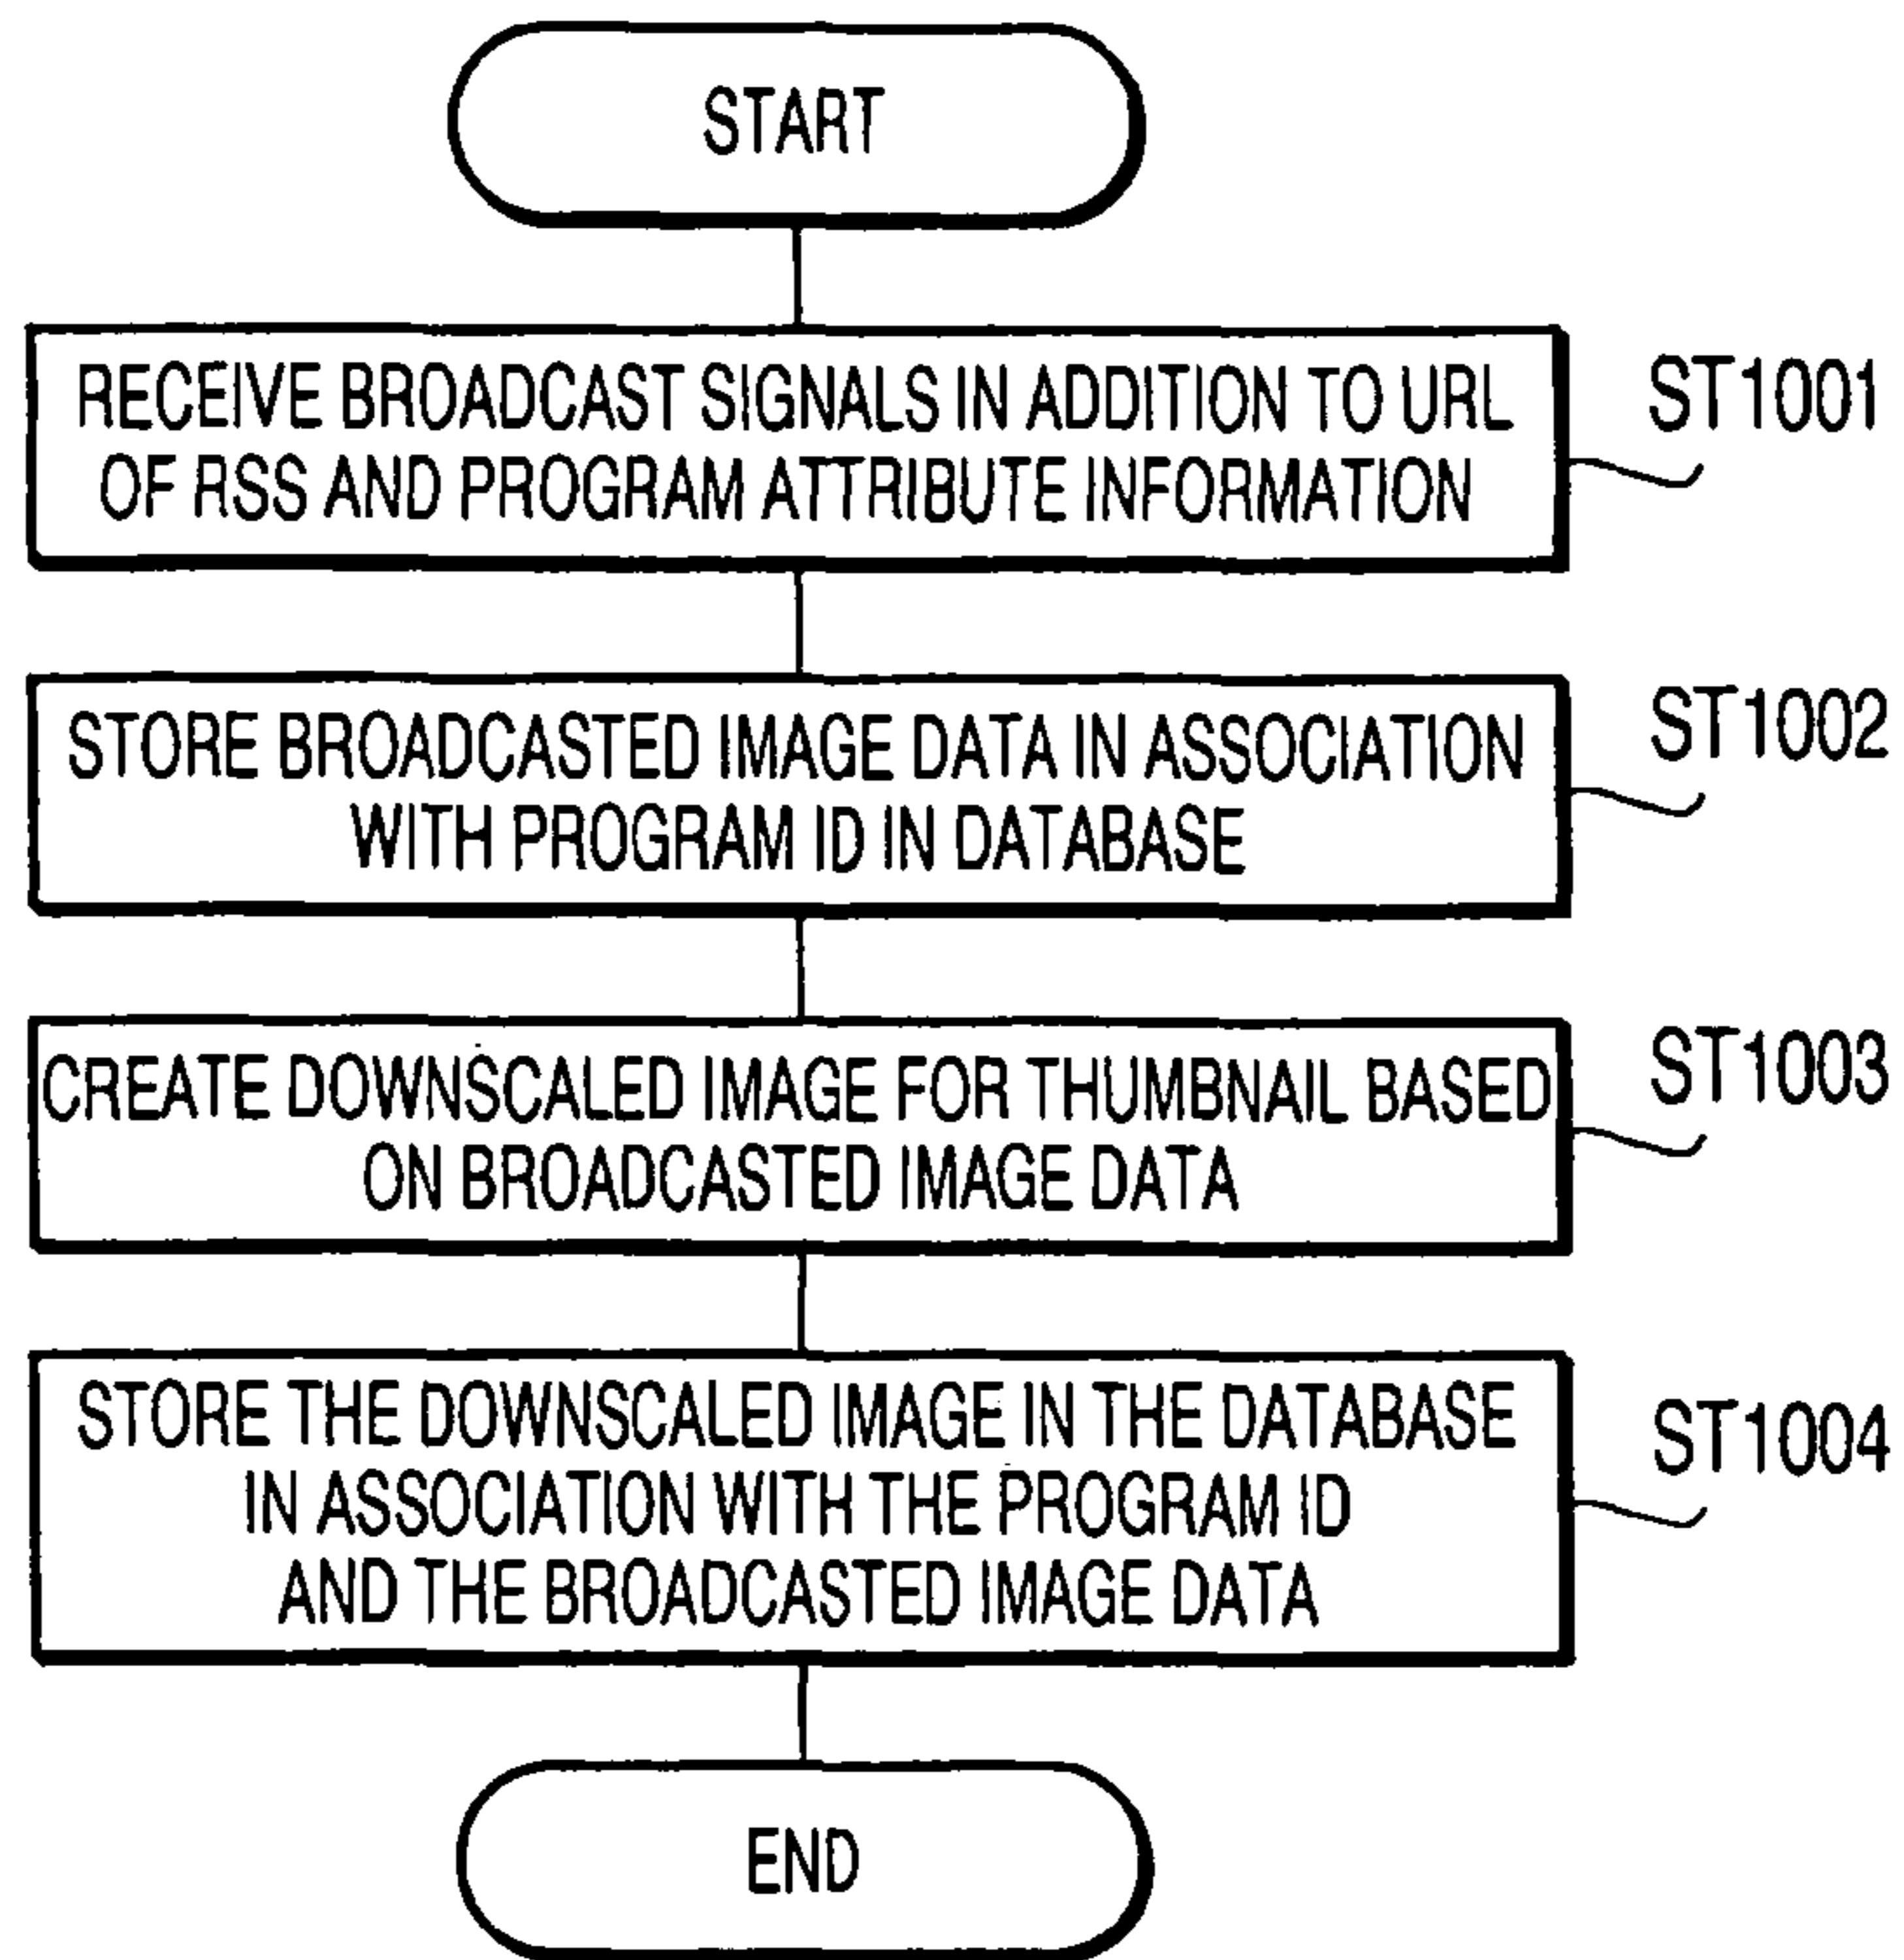 START
RECEIVE BROADCAST SIGNALS IN ADDITION TO URL
OF RSS AND PROGRAM ATTRIBUTE INFORMATION
ST1001
STORE BROADCASTED IMAGE DATA IN ASSOCIATION
WITH PROGRAM ID IN DATABASE
ST1002
CREATE DOWNSCALED IMAGE FOR THUMBNAIL BASED
ON BROADCASTED IMAGE DATA
ST1003
STORE THE DOWNSCALED IMAGE IN THE DATABASE
IN ASSOCIATION WITH THE PROGRAM ID
AND THE BROADCASTED IMAGE DATA
ST1004
END